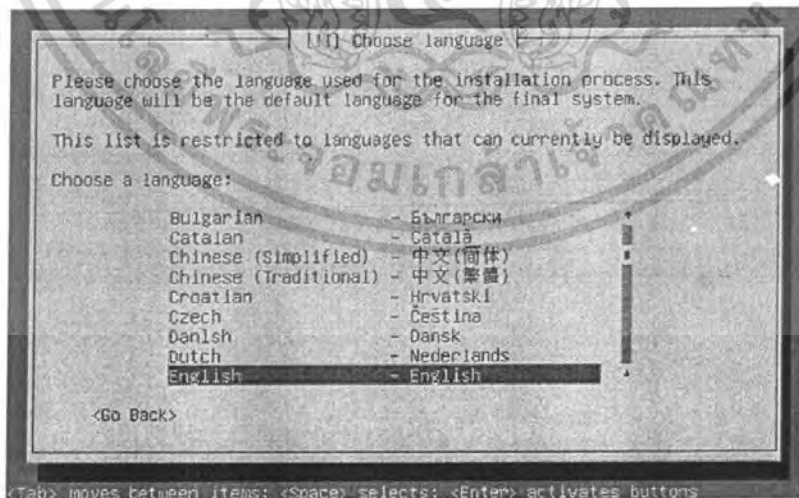 [!!] Choose language
Please choose the language used for the installation process. This
language will be the default language for the final system.
This list is restricted to languages that can currently be displayed.
Choose a language:
Bulgarian - Български
Catalan - Català
Chinese (Simplified) - 中文(简体)
Chinese (Traditional) - 中文(繁體)
Croatian - Hrvatski
Czech - Čeština
Danish - Dansk
Dutch - Nederlands
English - English
<Go Back>
<Tab> moves between items; <Space> selects; <Enter> activates buttons